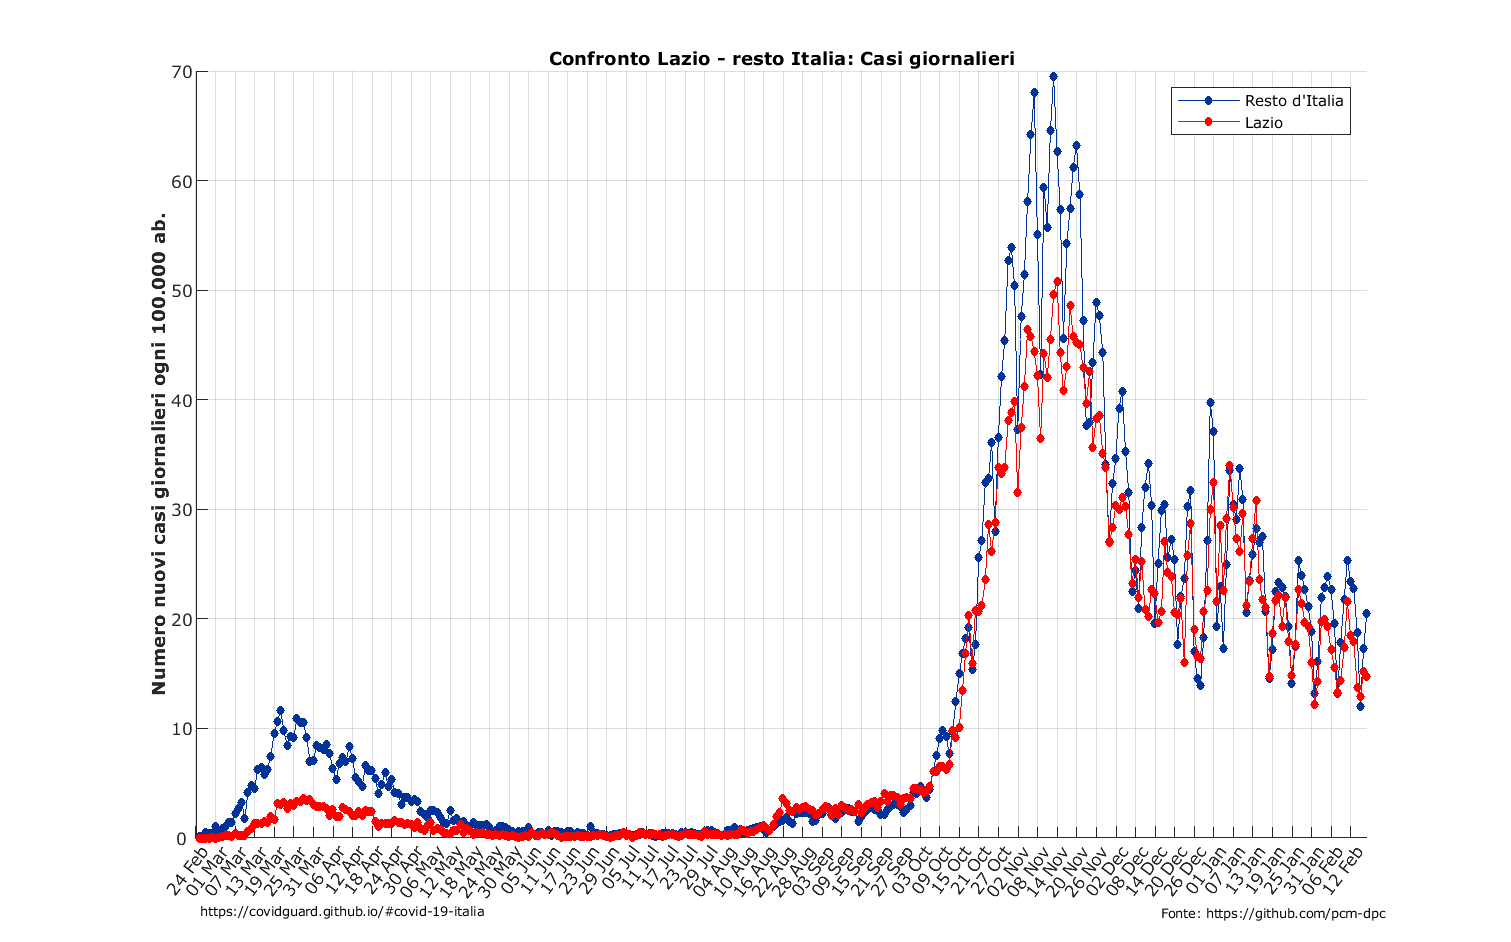 Confronto Lazio - resto Italia: Casi giornalieri
Resto d'Italia
Lazio
Numero nuovi casi giornalieri ogni 100.000 ab.
70
60
50
40
30
20
10
0
24 Feb
01 Mar
07 Mar
13 Mar
19 Mar
25 Mar
31 Mar
06 Apr
12 Apr
18 Apr
24 Apr
30 Apr
06 May
12 May
18 May
24 May
30 May
05 Jun
11 Jun
17 Jun
23 Jun
29 Jun
05 Jul
11 Jul
17 Jul
23 Jul
29 Jul
04 Aug
10 Aug
16 Aug
22 Aug
28 Aug
03 Sep
09 Sep
15 Sep
21 Sep
27 Sep
03 Oct
09 Oct
15 Oct
21 Oct
27 Oct
02 Nov
08 Nov
14 Nov
20 Nov
26 Nov
02 Dec
08 Dec
14 Dec
20 Dec
26 Dec
01 Jan
07 Jan
13 Jan
19 Jan
25 Jan
31 Jan
06 Feb
12 Feb
https://covidguard.github.io/#covid-19-italia
Fonte: https://github.com/pcm-dpc